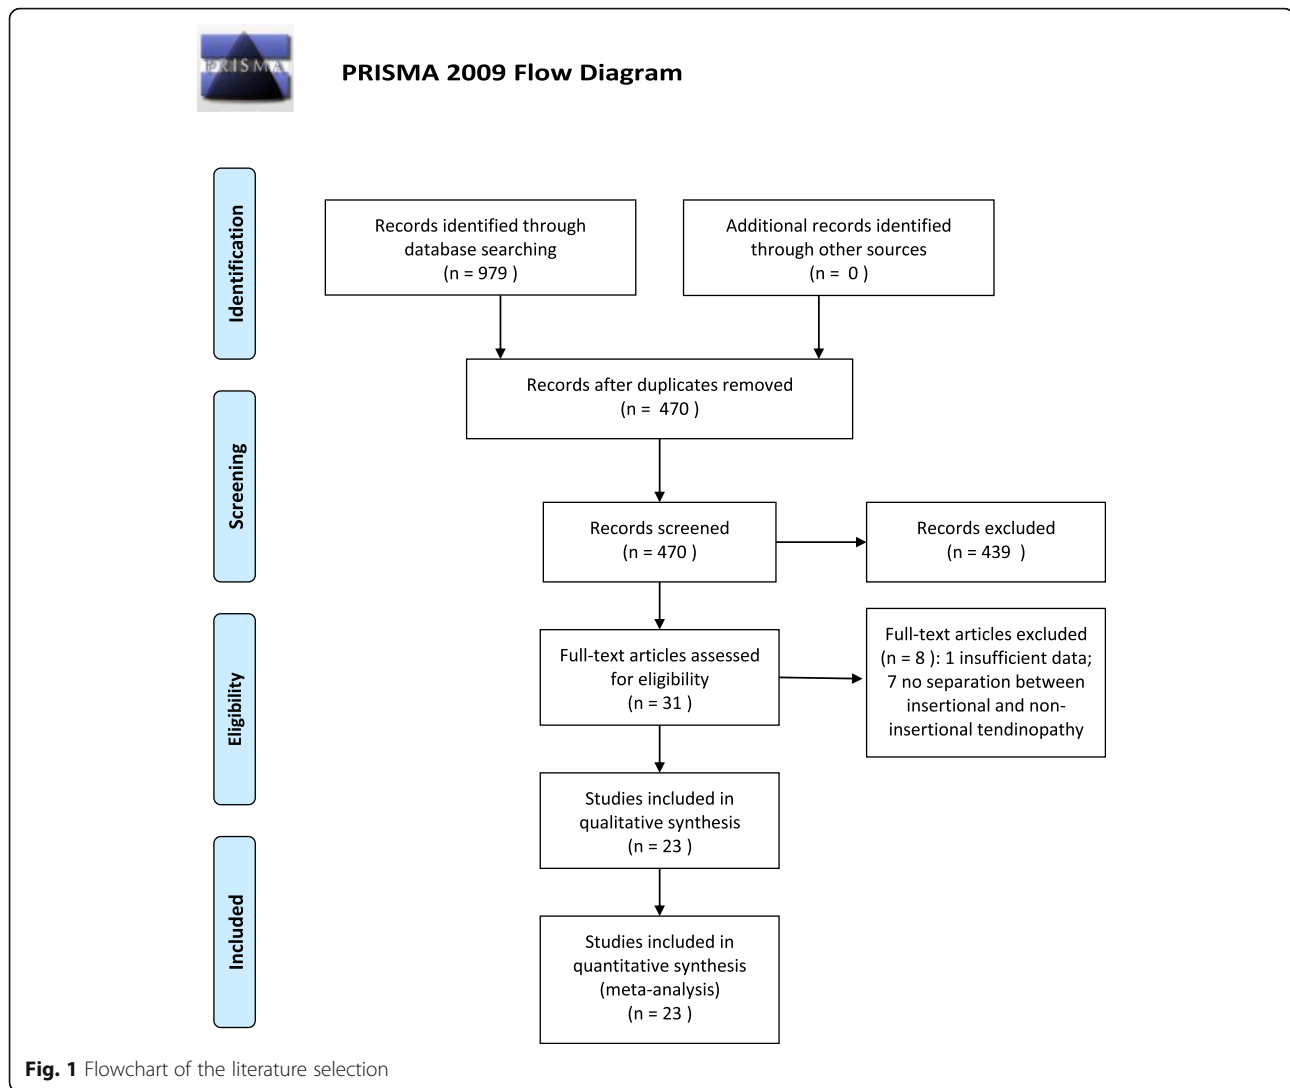 PRISMA
PRISMA 2009 Flow Diagram
Identification
Records identified through
database searching
(n = 979 )
Additional records identified
through other sources
(n =  0 )
Records after duplicates removed
(n =  470 )
Screening
Records screened
(n = 470 )
Records excluded
(n = 439  )
Eligibility
Full-text articles assessed
for eligibility
(n = 31 )
Full-text articles excluded
(n = 8 ): 1 insufficient data;
7 no separation between
insertional and non-
insertional tendinopathy
Studies included in
qualitative synthesis
(n = 23 )
Included
Studies included in
quantitative synthesis
(meta-analysis)
(n = 23 )
Fig. 1 Flowchart of the literature selection